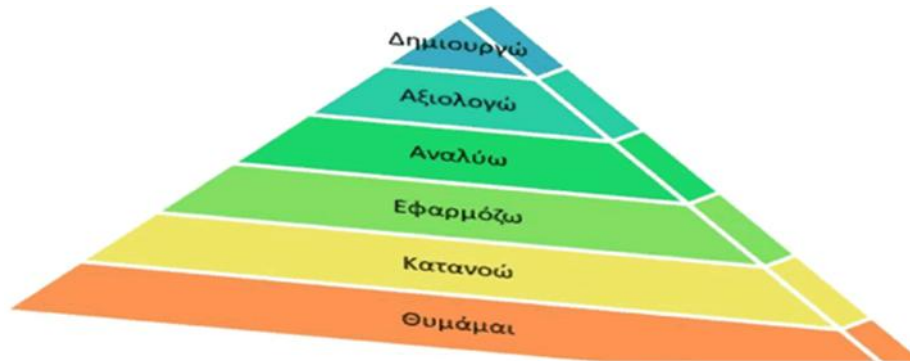 Δημιουργώ
Αξιολογώ
Αναλύω
Εφαρμόζω
Κατανοώ
Θυμάμαι